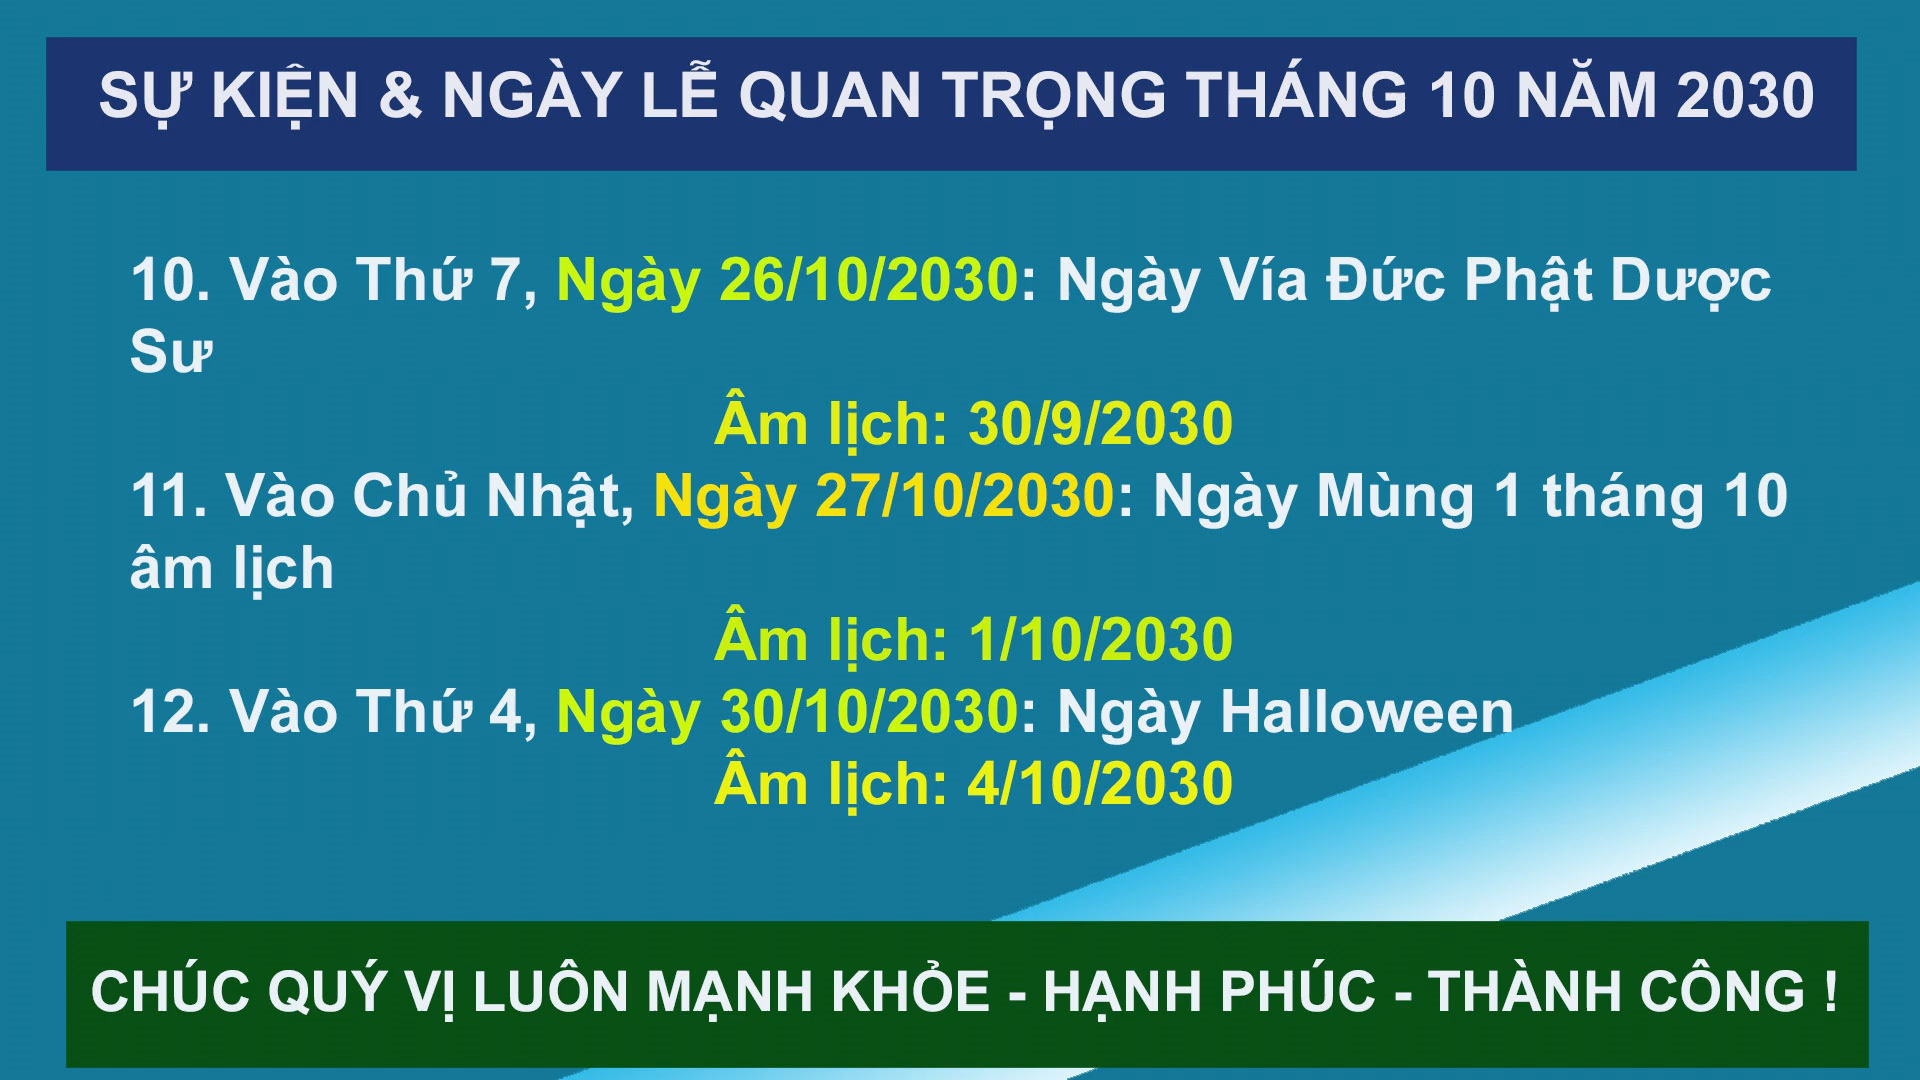 SỰ KIỆN & NGÀY LỄ QUAN TRỌNG THÁNG 10 NĂM 2030
10. Vào Thứ 7, Ngày 26/10/2030: Ngày Vía Đức Phật Dược
Sư
Âm lịch: 30/9/2030
11. Vào Chủ Nhật, Ngày 27/10/2030: Ngày Mùng 1 tháng 10
âm lịch
Âm lịch: 1/10/2030
12. Vào Thứ 4, Ngày 30/10/2030: Ngày Halloween
Âm lịch: 4/10/2030
CHÚC QUÝ VỊ LUÔN MẠNH KHỎE - HẠNH PHÚC - THÀNH CÔNG !